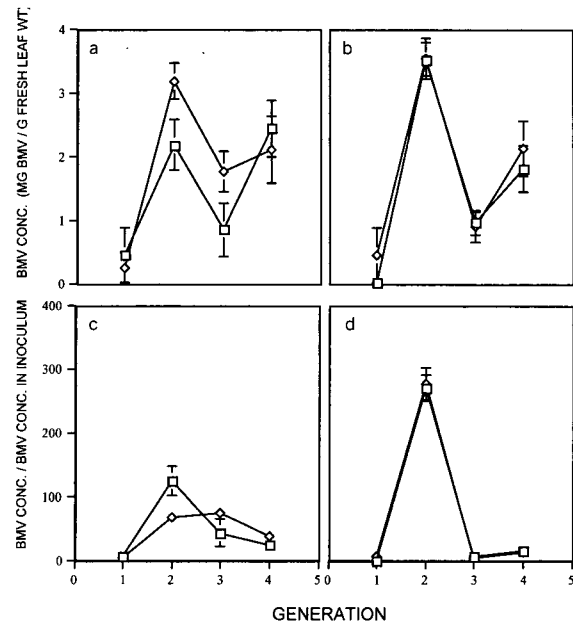 BMV CONC. (MG BMV / G FRESH LEAF WT.
4
3
2
1
0
a
b
BMV CONC. / BMV CONC. IN INOCULUM
400
300
200
100
0
c
d
0 1 2 3 4 5 0 1 2 3 4 5
GENERATION